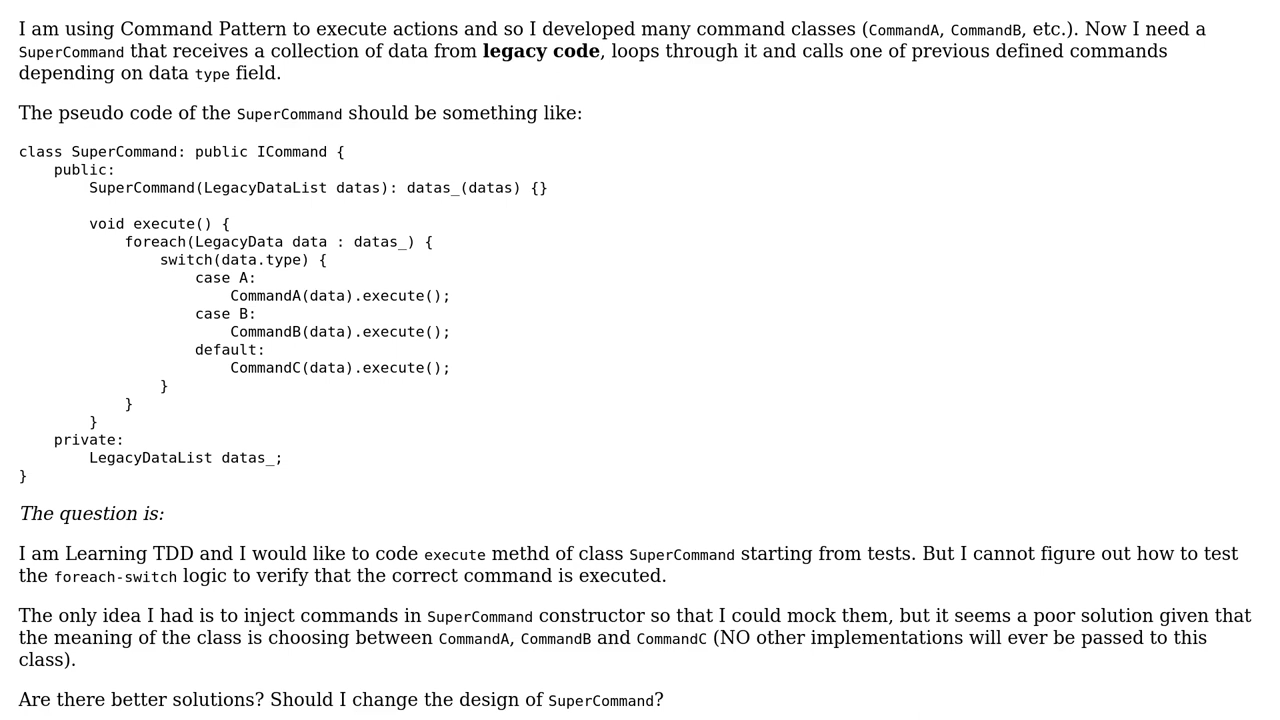 I am using Command Pattern to execute actions and so I developed many command classes (CommandA, CommandB, etc.). Now I need a
SuperCommand that receives a collection of data from legacy code, loops through it and calls one of previous defined commands
depending on data type field.
The pseudo code of the SuperCommand should be something like:
class SuperCommand: public ICommand {
    public:
        SuperCommand(LegacyDataList datas): datas_(datas) {}
        void execute() {
            foreach(LegacyData data : datas_) {
                switch(data.type) {
                    case A:
                        CommandA(data).execute();
                    case B:
                        CommandB(data).execute();
                    default:
                        CommandC(data).execute();
                }
            }
        }
    private:
        LegacyDataList datas_;
}
The question is:
I am Learning TDD and I would like to code execute methd of class SuperCommand starting from tests. But I cannot figure out how to test
the foreach-switch logic to verify that the correct command is executed.
The only idea I had is to inject commands in SuperCommand constructor so that I could mock them, but it seems a poor solution given that
the meaning of the class is choosing between CommandA, CommandB and CommandC (NO other implementations will ever be passed to this
class).
Are there better solutions? Should I change the design of SuperCommand?